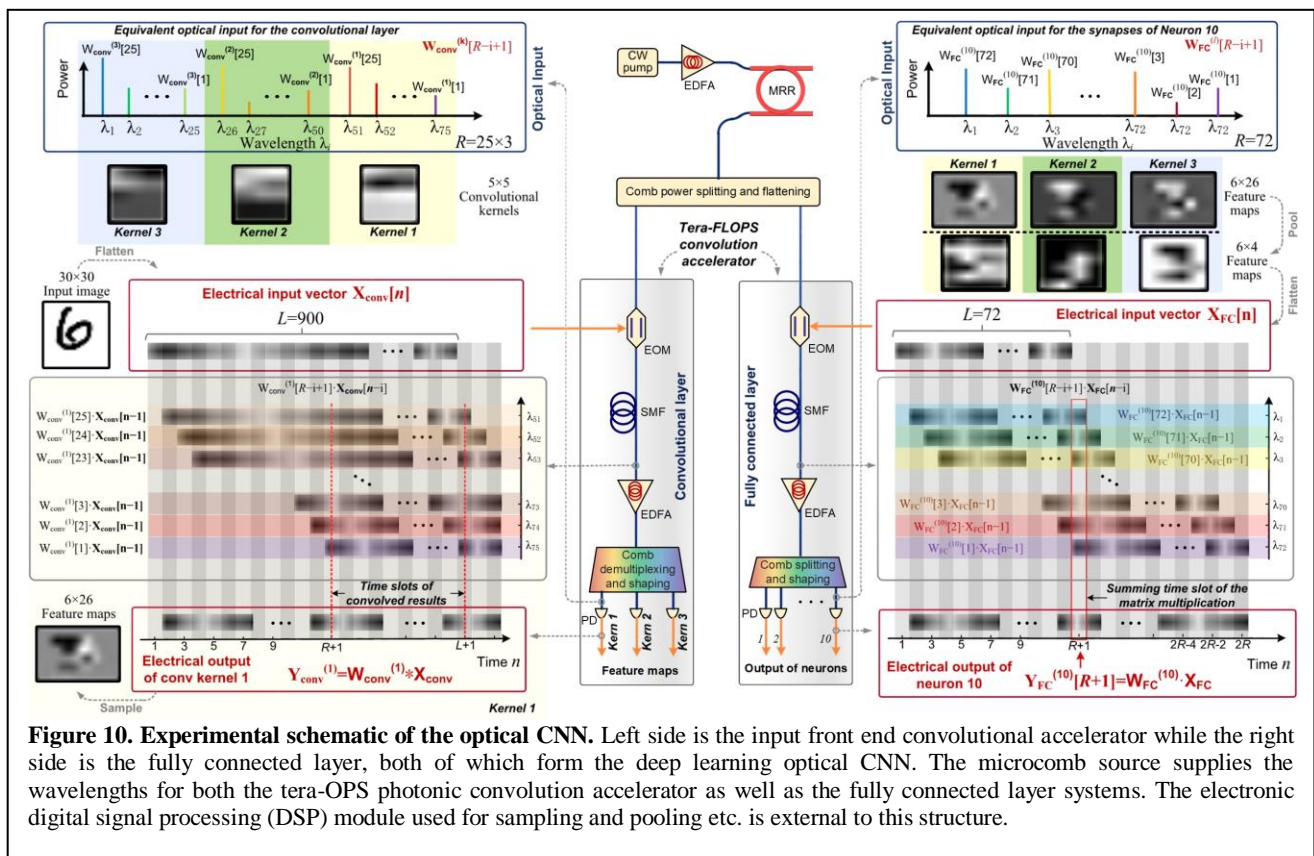 Equivalent optical input for the convolutional layer
W_conv^(k)[R−i+1]
W_conv^(3)[25]
W_conv^(3)[1]
W_conv^(2)[25]
W_conv^(2)[1]
W_conv^(1)[25]
W_conv^(1)[1]
Power
λ1 λ2 λ25 λ26 λ27 λ50 λ51 λ52 λ75
Wavelength λi
R=25×3
Optical Input
Kernel 3
Kernel 2
Kernel 1
5×5
Convolutional
kernels
Flatten
30×30
Input image
Electrical input vector X_conv[n]
L=900
W_conv^(1)[R−i+1]·X_conv[n−i]
W_conv^(1)[25]·X_conv[n−1] λ51
W_conv^(1)[24]·X_conv[n−1] λ52
W_conv^(1)[23]·X_conv[n−1] λ53
W_conv^(1)[3]·X_conv[n−1] λ73
W_conv^(1)[2]·X_conv[n−1] λ74
W_conv^(1)[1]·X_conv[n−1] λ75
Time slots of
convolved results
6×26
Feature maps
1 3 5 7 9 R+1 L+1
Time n
Electrical output
of conv kernel 1
Y_conv^(1)=W_conv^(1)*X_conv
Sample
Kernel 1
CW
pump
EDFA
MRR
Comb power splitting and flattening
Tera-FLOPS
convolution
accelerator
EOM
SMF
EDFA
Convolutional layer
Comb
demultiplexing
and shaping
PD
Kern 1
Kern 2
Kern 3
Feature maps
EOM
SMF
EDFA
Fully connected layer
Comb splitting
and shaping
PD
1 2 10
Output of neurons
Equivalent optical input for the synapses of Neuron 10
W_FC^(l)[R−i+1]
W_FC^(10)[72]
W_FC^(10)[71]
W_FC^(10)[70]
W_FC^(10)[3]
W_FC^(10)[2]
W_FC^(10)[1]
Optical Input
Power
λ1 λ2 λ3 λ72 λ72 λ72
Wavelength λi
R=72
Kernel 1
Kernel 2
Kernel 3
6×26
Feature
maps
Pool
6×4
Feature
maps
Flatten
Electrical input vector X_FC[n]
L=72
W_FC^(10)[R−i+1]·X_FC[n−i]
W_FC^(10)[72]·X_FC[n−1] λ1
W_FC^(10)[71]·X_FC[n−1] λ2
W_FC^(10)[70]·X_FC[n−1] λ3
W_FC^(10)[3]·X_FC[n−1] λ70
W_FC^(10)[2]·X_FC[n−1] λ71
W_FC^(10)[1]·X_FC[n−1] λ72
Summing time slot of the
matrix multiplication
1 3 5 7 9 R+1 2R-4 2R-2 2R
Time n
Electrical output of
neuron 10
Y_FC^(10)[R+1]=W_FC^(10)·X_FC
Figure 10. Experimental schematic of the optical CNN. Left side is the input front end convolutional accelerator while the right
side is the fully connected layer, both of which form the deep learning optical CNN. The microcomb source supplies the
wavelengths for both the tera-OPS photonic convolution accelerator as well as the fully connected layer systems. The electronic
digital signal processing (DSP) module used for sampling and pooling etc. is external to this structure.